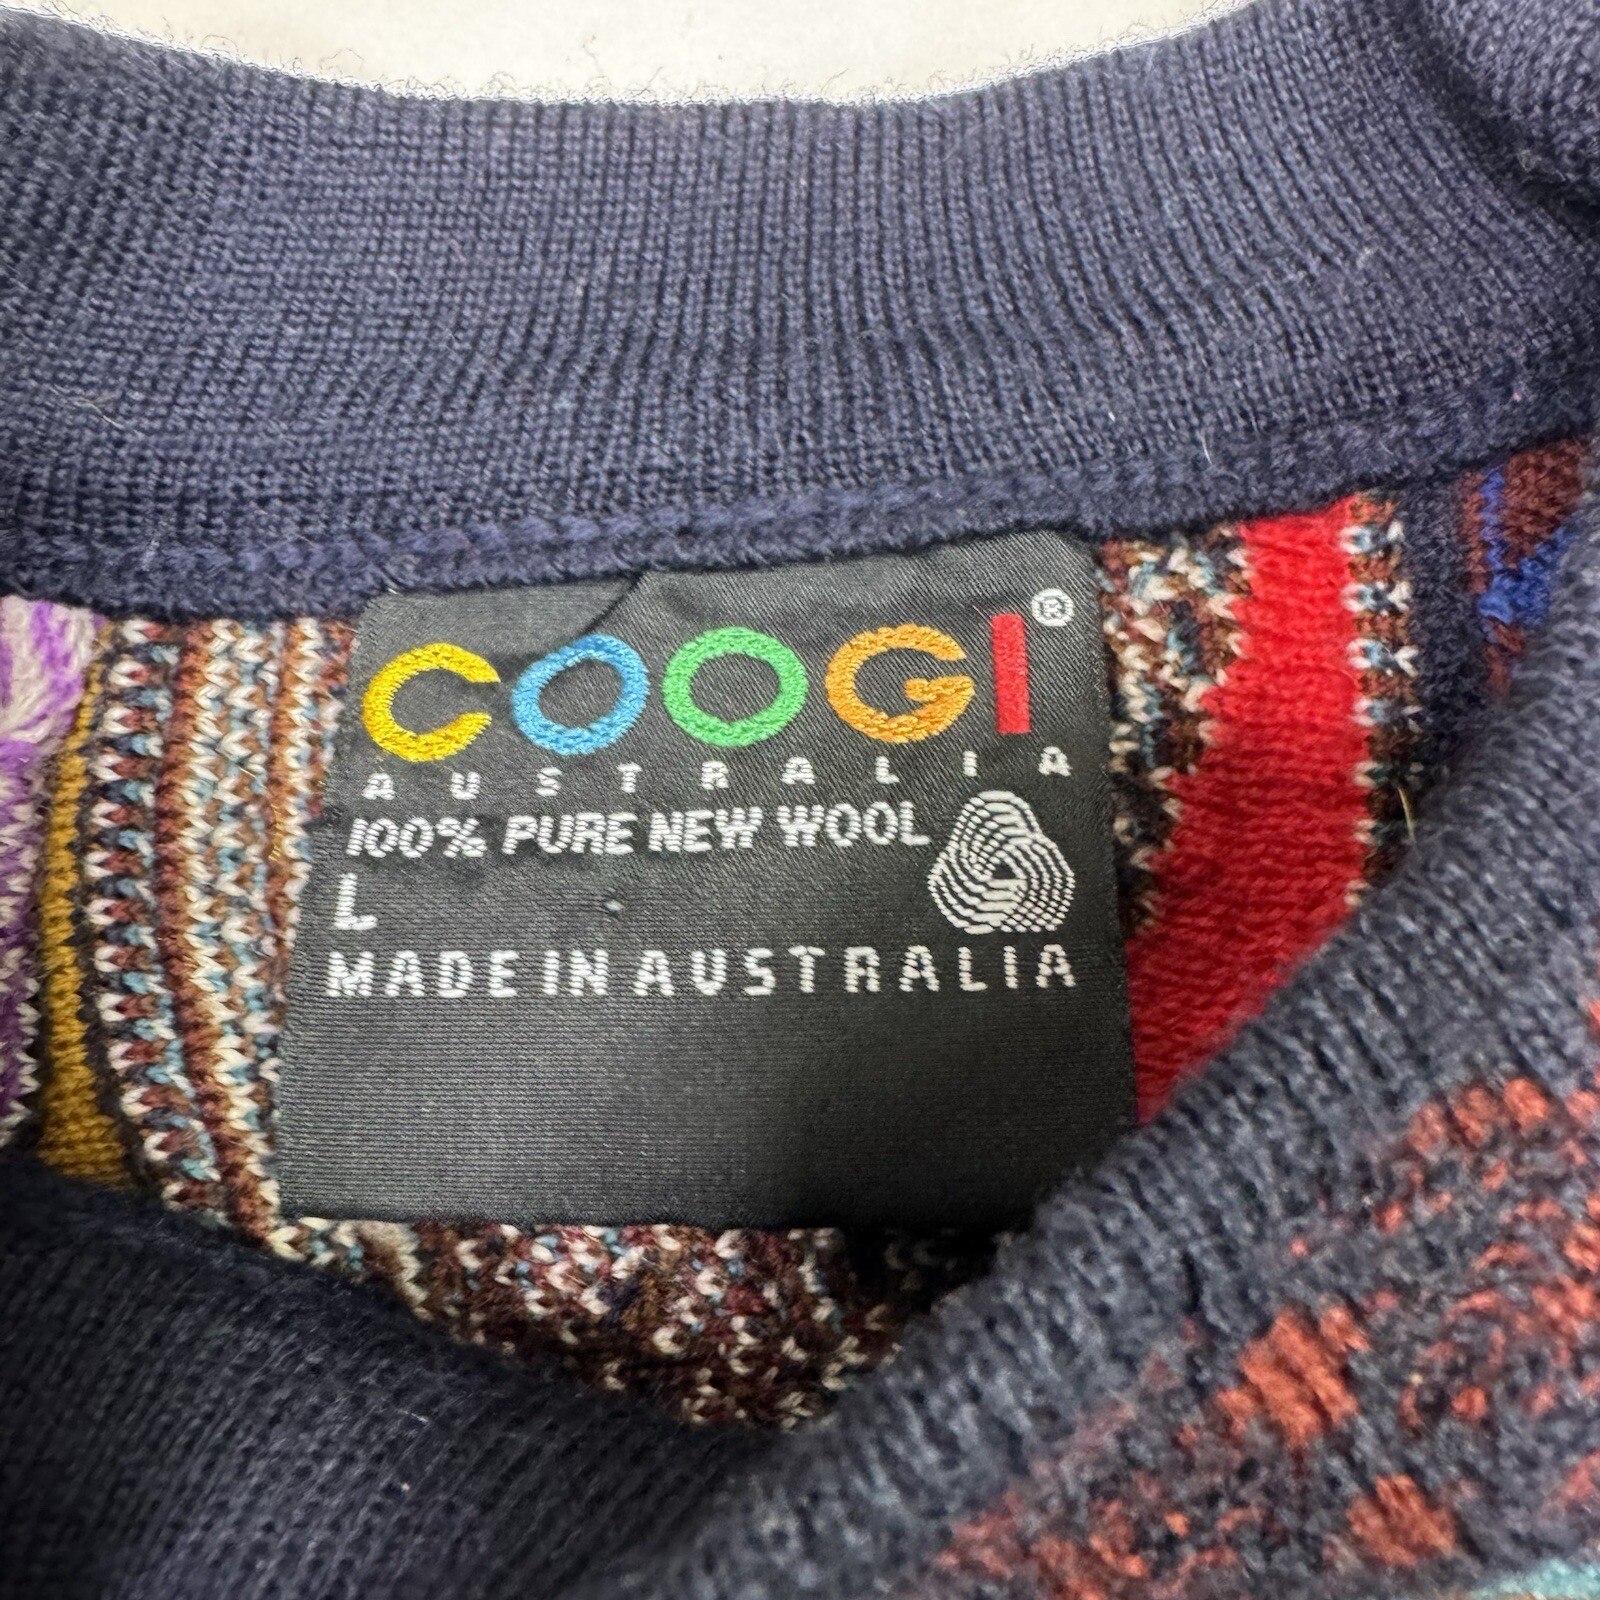 COOGI®
AUSTRALIA
100% PURE NEW WOOL
L
MADE IN AUSTRALIA